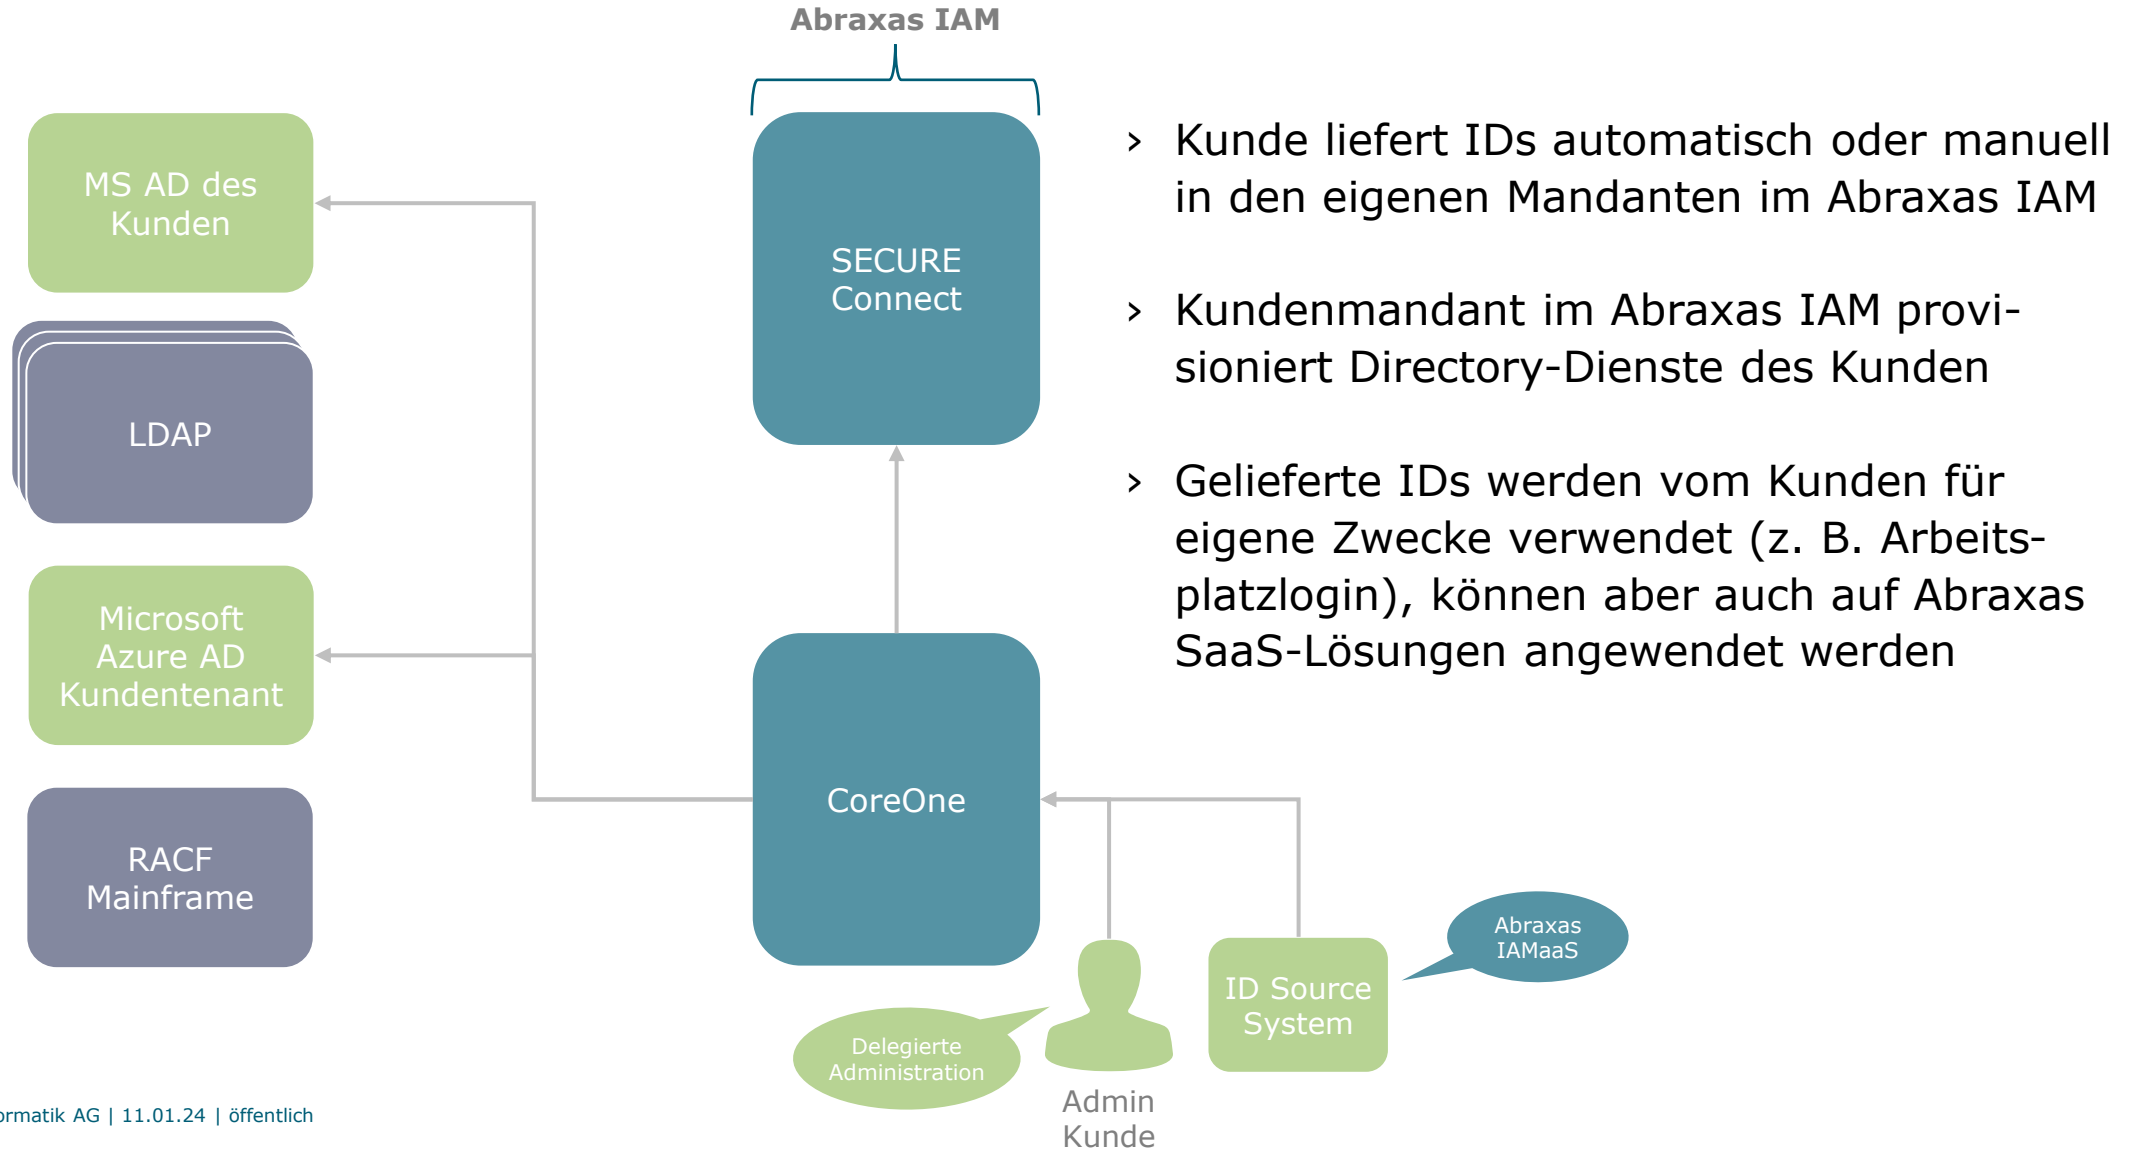 Abraxas IAM
MS AD des
Kunden
LDAP
Microsoft
Azure AD
Kundentenant
RACF
Mainframe
SECURE
Connect
CoreOne
› Kunde liefert IDs automatisch oder manuell
in den eigenen Mandanten im Abraxas IAM
› Kundenmandant im Abraxas IAM provi-
sioniert Directory-Dienste des Kunden
› Gelieferte IDs werden vom Kunden für
eigene Zwecke verwendet (z. B. Arbeits-
platzlogin), können aber auch auf Abraxas
SaaS-Lösungen angewendet werden
Abraxas
IAMaaS
ID Source
System
Delegierte
Administration
Admin
Kunde
ormatik AG | 11.01.24 | öffentlich